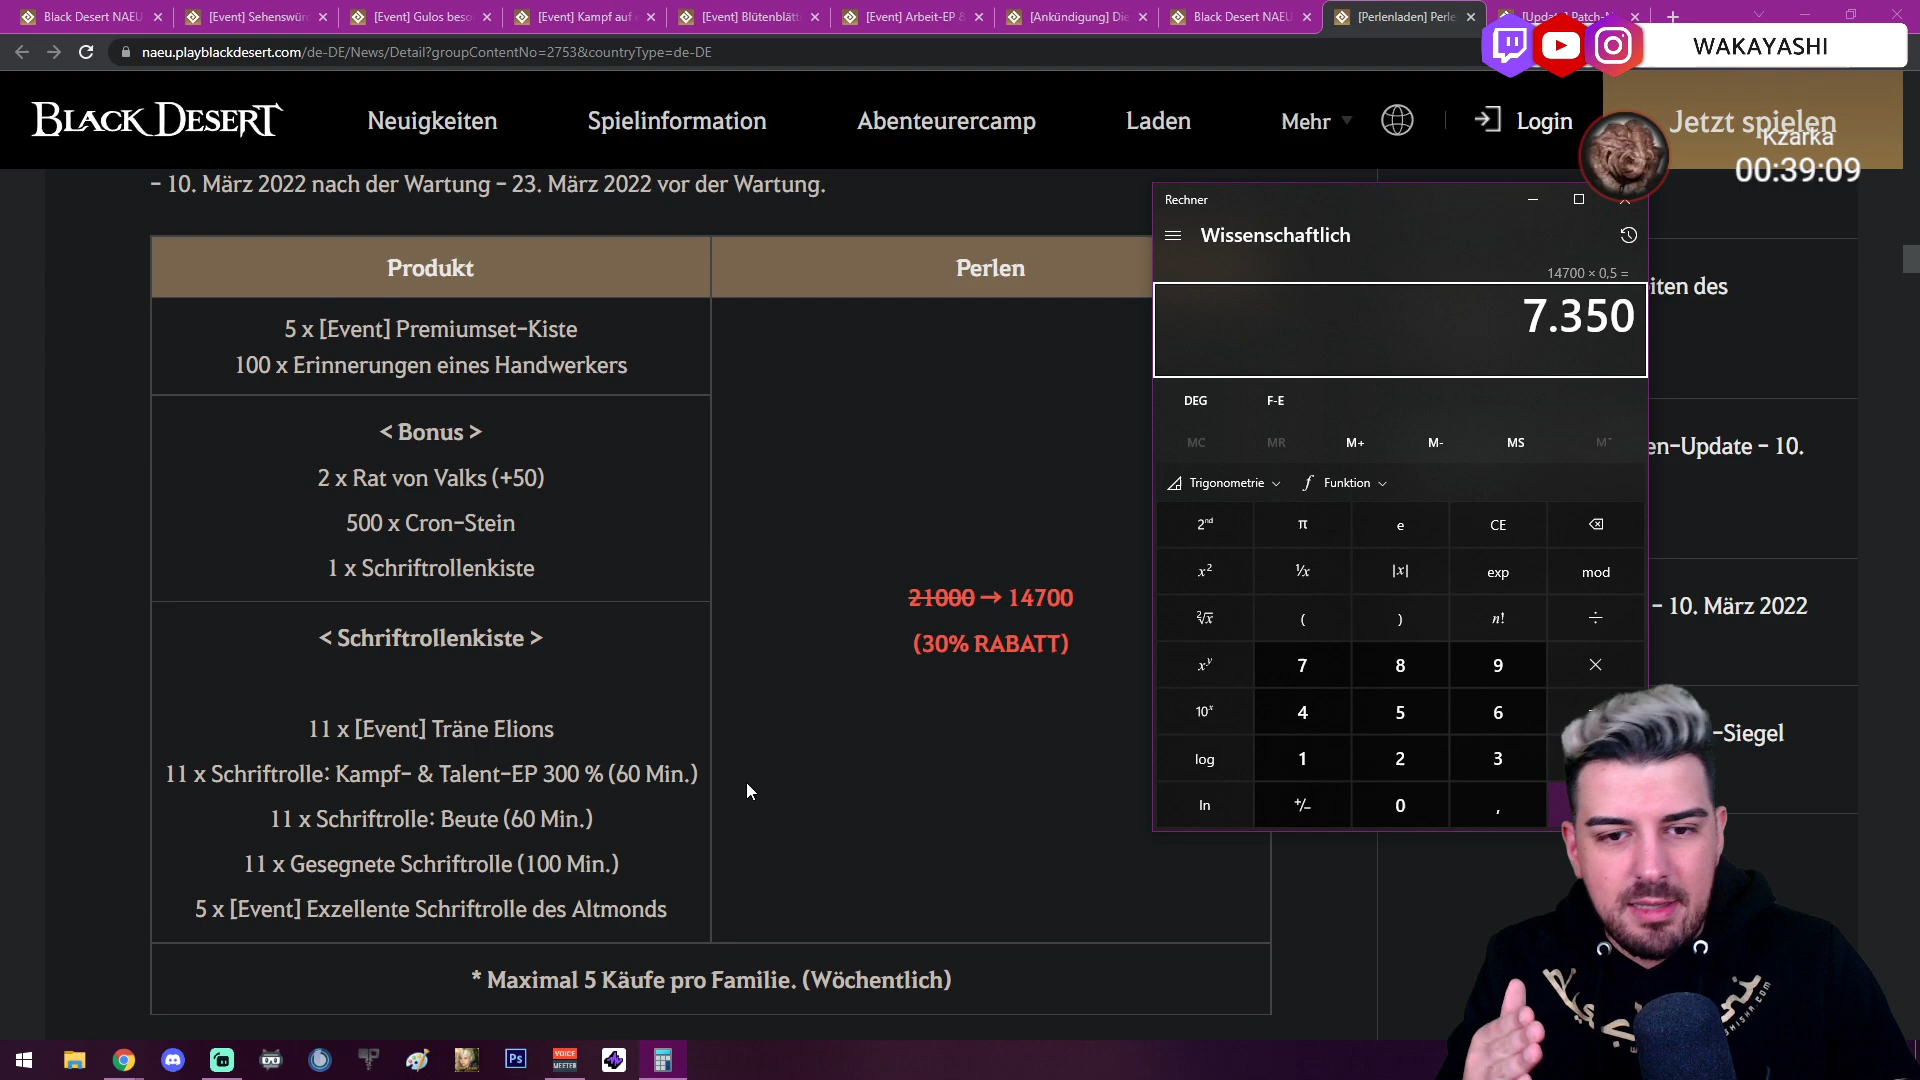 Black Desert NAEU
[Event] Sehenswür
[Event] Gulos beso
[Event] Kampf auf
[Event] Blütenblätt
[Event] Arbeit-EP &
[Ankündigung] Die
Black Desert NAEU
[Perlenladen] Perle
naeu.playblackdesert.com/de-DE/News/Detail?groupContentNo=2753&countryType=de-DE
WAKAYASHI
BLACK DESERT
Neuigkeiten
Spielinformation
Abenteurercamp
Laden
Mehr
Login
Jetzt spielen
Kzarka
00:39:09
- 10. März 2022 nach der Wartung - 23. März 2022 vor der Wartung.
Produkt
Perlen
5 x [Event] Premiumset-Kiste
100 x Erinnerungen eines Handwerkers
< Bonus >
2 x Rat von Valks (+50)
500 x Cron-Stein
1 x Schriftrollenkiste
< Schriftrollenkiste >
11 x [Event] Träne Elions
11 x Schriftrolle: Kampf- & Talent-EP 300 % (60 Min.)
11 x Schriftrolle: Beute (60 Min.)
11 x Gesegnete Schriftrolle (100 Min.)
5 x [Event] Exzellente Schriftrolle des Altmonds
21000 → 14700
(30% RABATT)
* Maximal 5 Käufe pro Familie. (Wöchentlich)
Rechner
Wissenschaftlich
14700 × 0,5 =
7.350
DEG
F-E
MC
MR
M+
M-
MS
M˅
Trigonometrie
f Funktion
2ⁿᵈ
π
e
CE
x²
¹/x
|x|
exp
mod
²√x
(
)
n!
÷
xʸ
7
8
9
×
10ˣ
4
5
6
log
1
2
3
ln
+/-
0
,
iten des
en-Update - 10.
- 10. März 2022
-Siegel
Ps
VOICE
MEETER